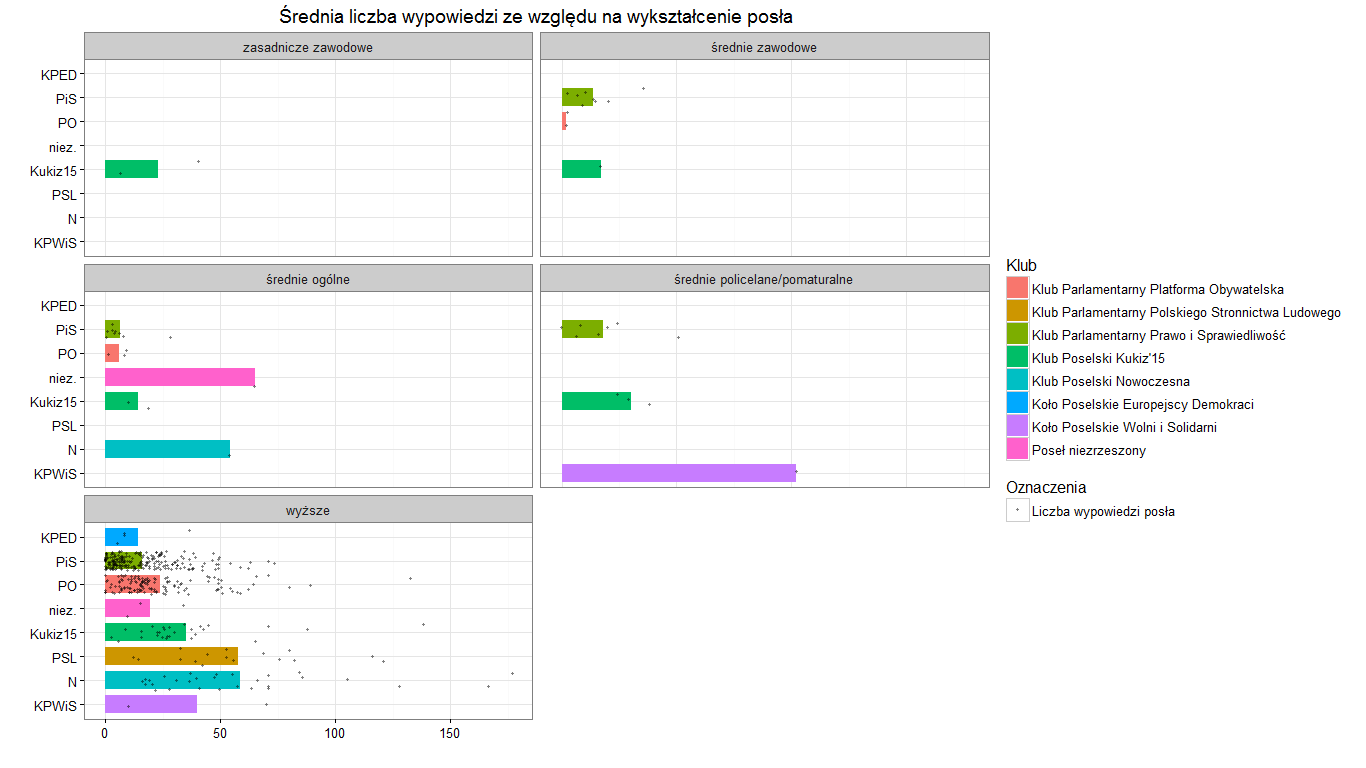 Średnia liczba wypowiedzi ze względu na wykształcenie posła
zasadnicze zawodowe
średnie zawodowe
KPED
PiS
PO
niez.
Kukiz15
PSL
N
KPWiS
średnie ogólne
średnie policelane/pomaturalne
KPED
PiS
PO
niez.
Kukiz15
PSL
N
KPWiS
wyższe
KPED
PiS
PO
niez.
Kukiz15
PSL
N
KPWiS
0 50 100 150
Klub
Klub Parlamentarny Platforma Obywatelska
Klub Parlamentarny Polskiego Stronnictwa Ludowego
Klub Parlamentarny Prawo i Sprawiedliwość
Klub Poselski Kukiz'15
Klub Poselski Nowoczesna
Koło Poselskie Europejscy Demokraci
Koło Poselskie Wolni i Solidarni
Poseł niezrzeszony
Oznaczenia
Liczba wypowiedzi posła